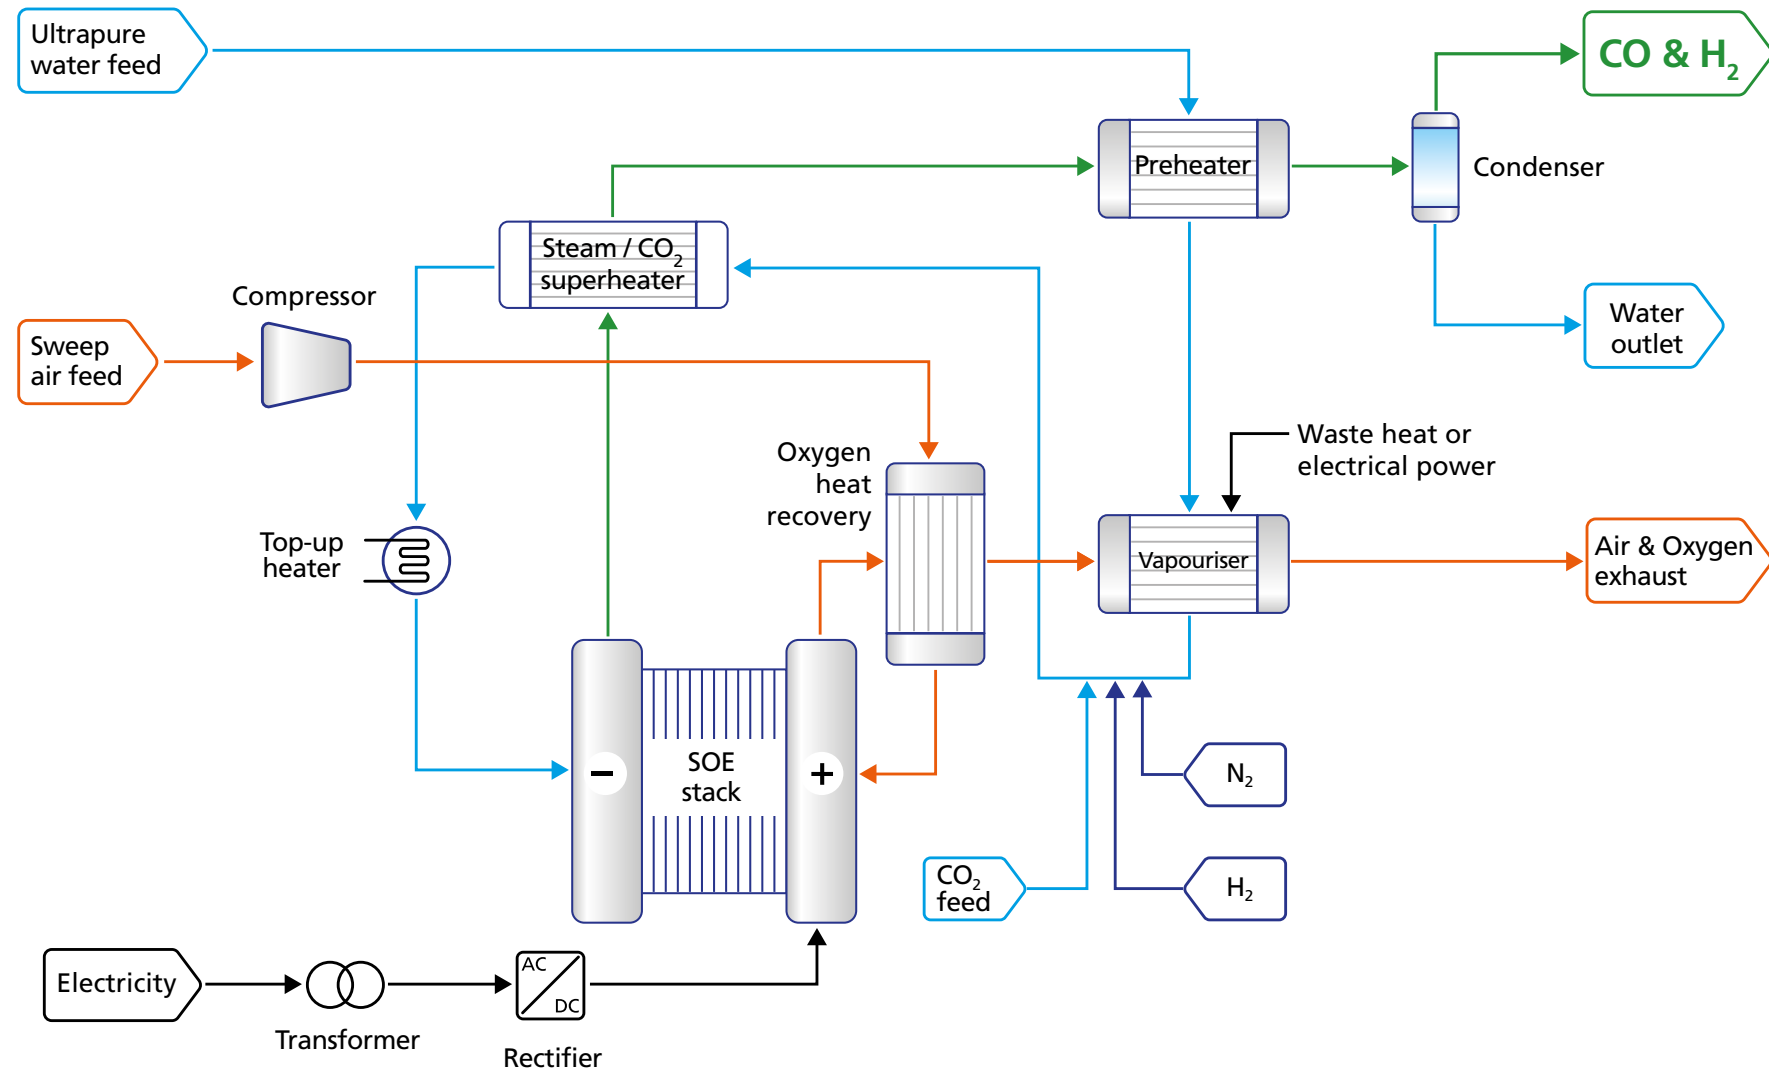 Ultrapure
water feed
CO & H₂
Preheater
Condenser
Steam / CO₂
superheater
Compressor
Sweep
air feed
Water
outlet
Waste heat or
electrical power
Oxygen
heat
recovery
Top-up
heater
Vapouriser
Air & Oxygen
exhaust
−
SOE
stack
+
N₂
CO₂
feed
H₂
Electricity
AC
DC
Transformer
Rectifier